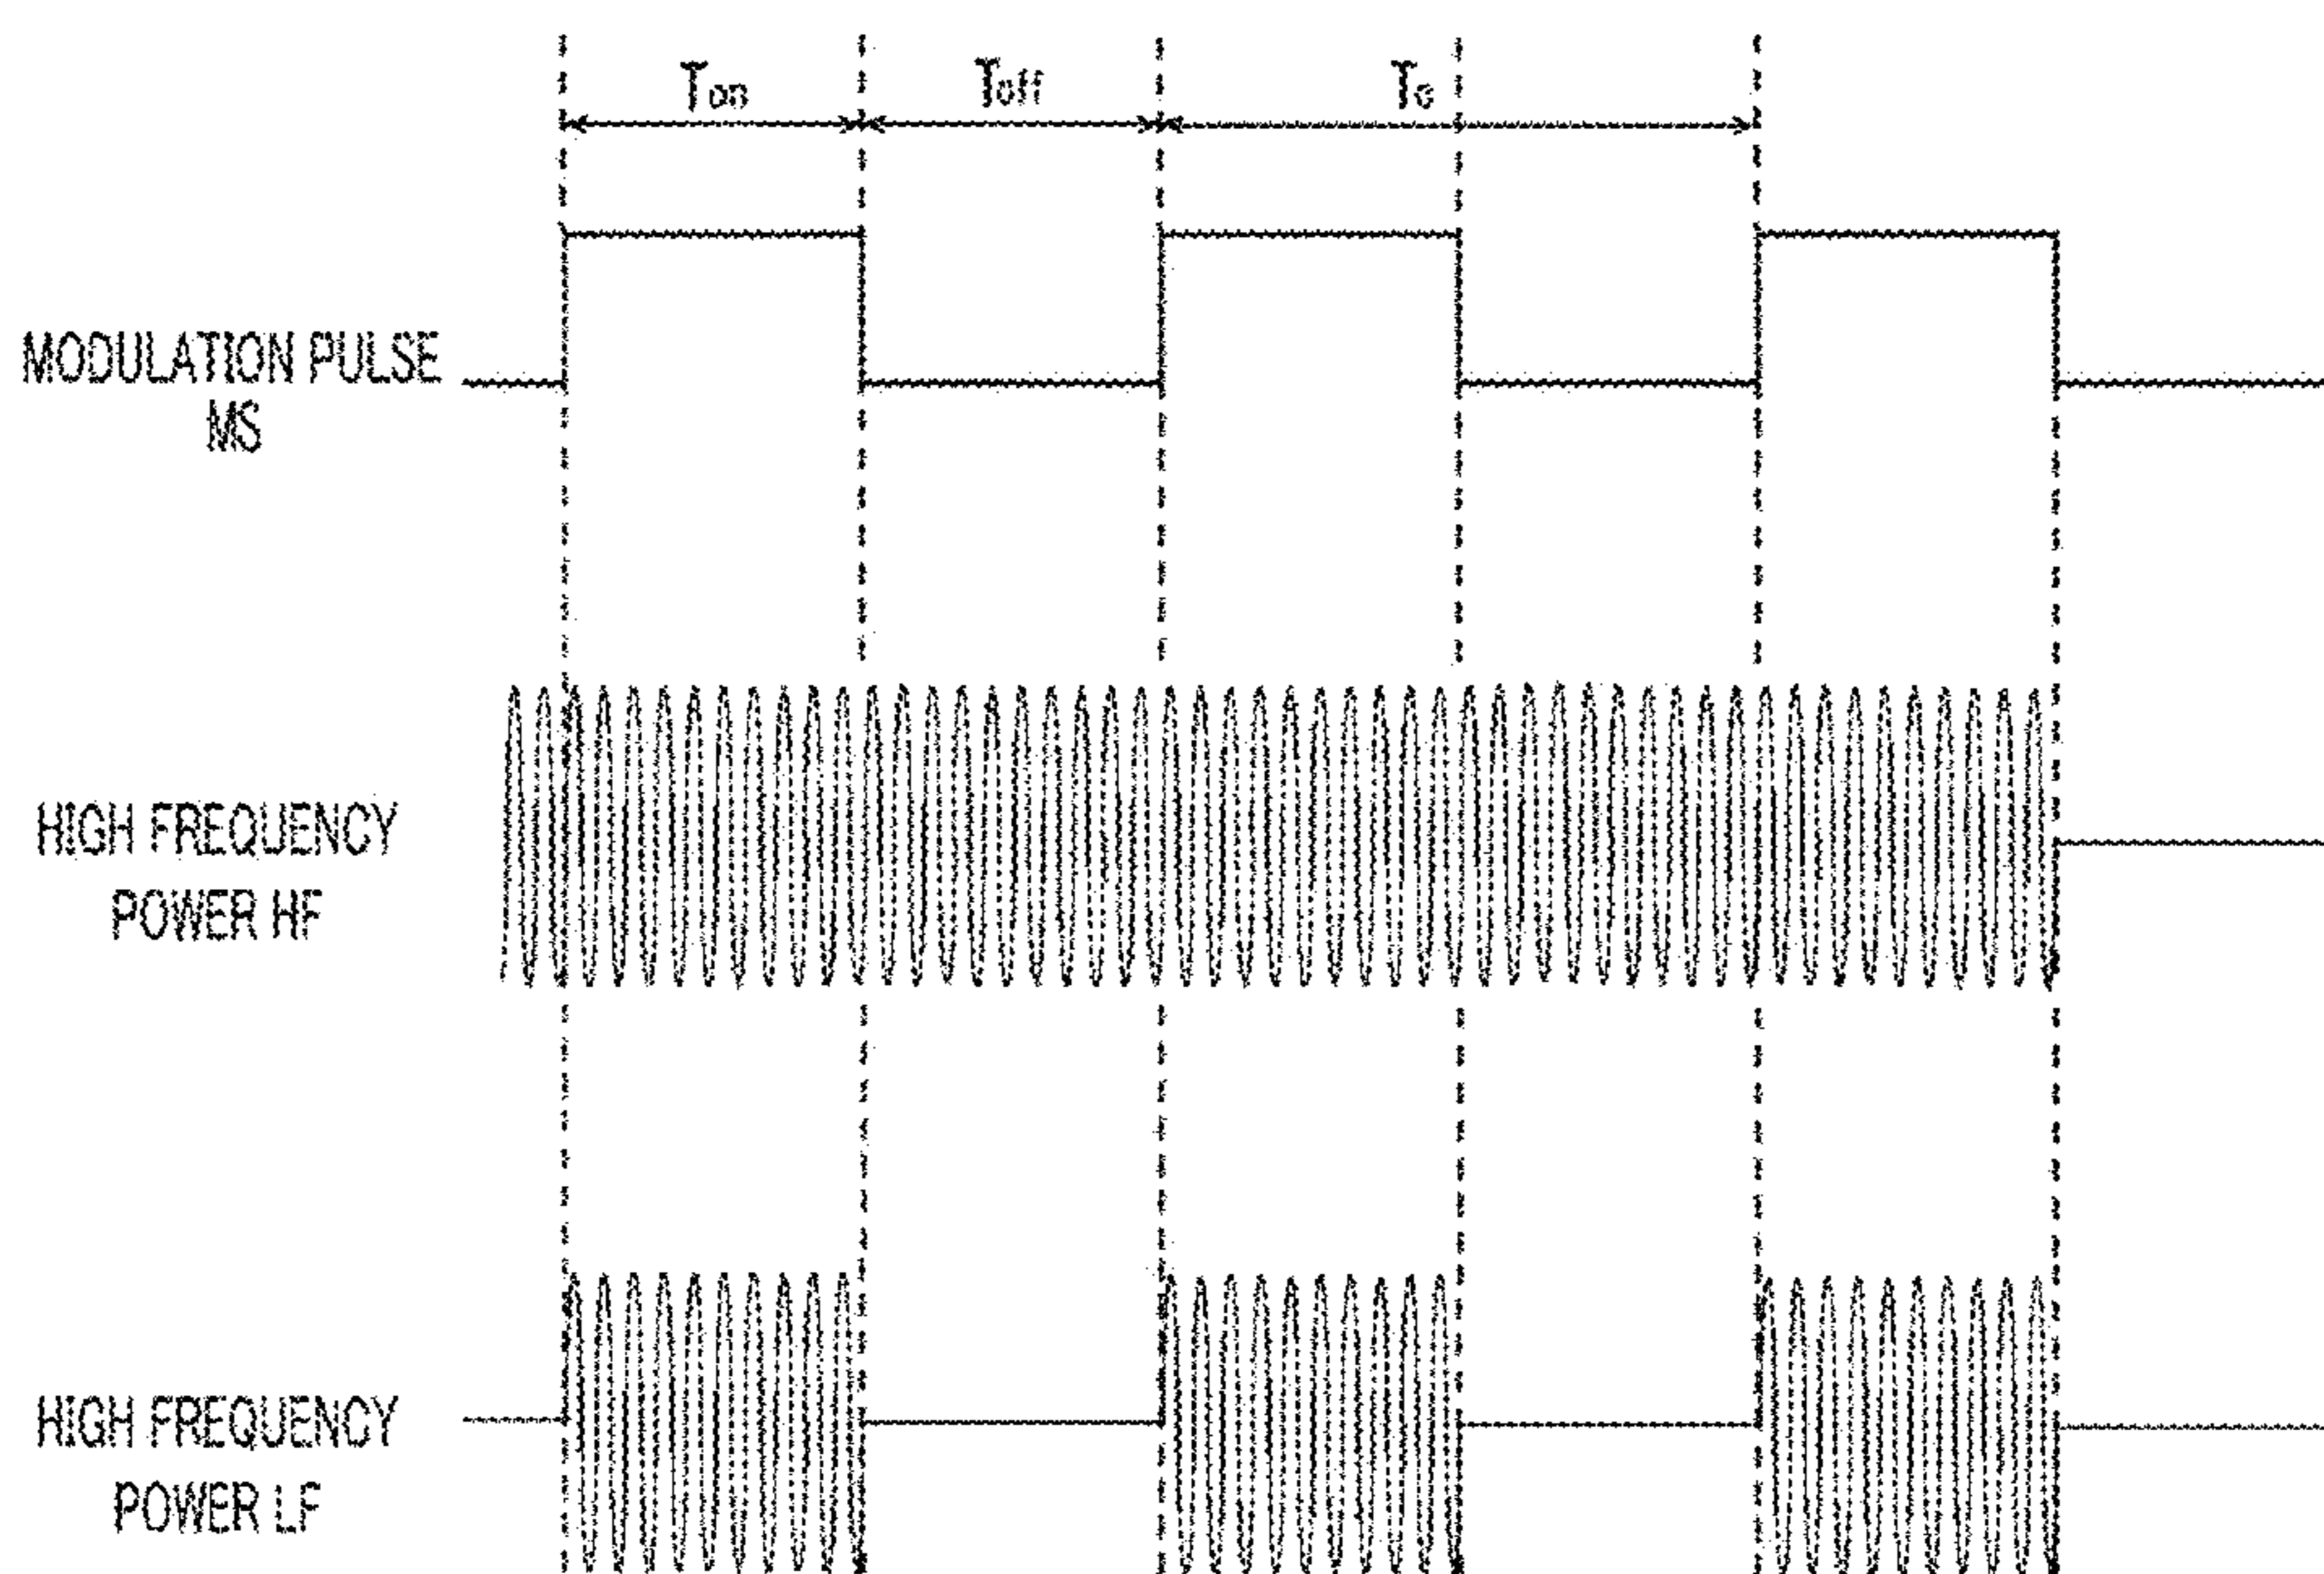 Ton Toff Tc
MODULATION PULSE
MS
HIGH FREQUENCY
POWER HF
HIGH FREQUENCY
POWER LF